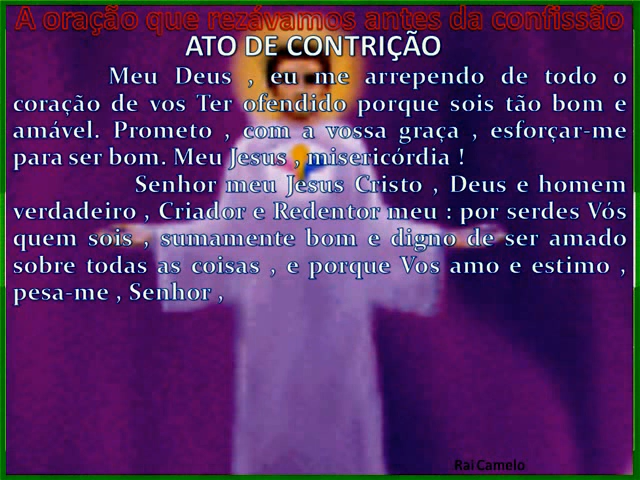 A oração que rezávamos antes da confissão
ATO DE CONTRIÇÃO
Meu Deus , eu me arrependo de todo o
coração de vos Ter ofendido porque sois tão bom e
amável. Prometo , com a vossa graça , esforçar-me
para ser bom. Meu Jesus , misericórdia !
Senhor meu Jesus Cristo , Deus e homem
verdadeiro , Criador e Redentor meu : por serdes Vós
quem sois , sumamente bom e digno de ser amado
sobre todas as coisas , e porque Vos amo e estimo ,
pesa-me , Senhor ,
Rai Camelo